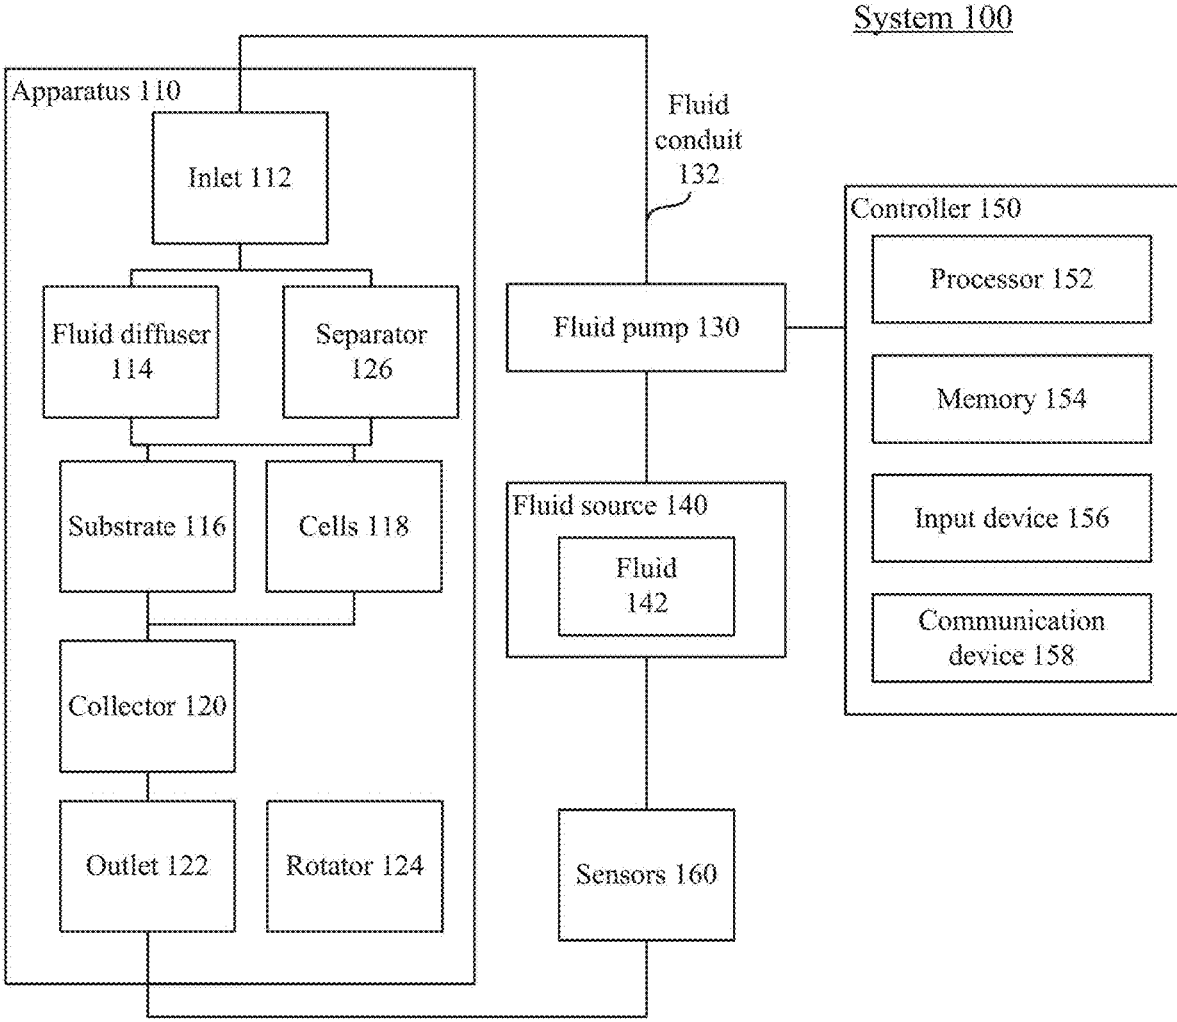 System 100
Apparatus 110
Inlet 112
Fluid diffuser
114
Separator
126
Substrate 116
Cells 118
Collector 120
Outlet 122
Rotator 124
Fluid
conduit
132
Fluid pump 130
Fluid source 140
Fluid
142
Sensors 160
Controller 150
Processor 152
Memory 154
Input device 156
Communication
device 158